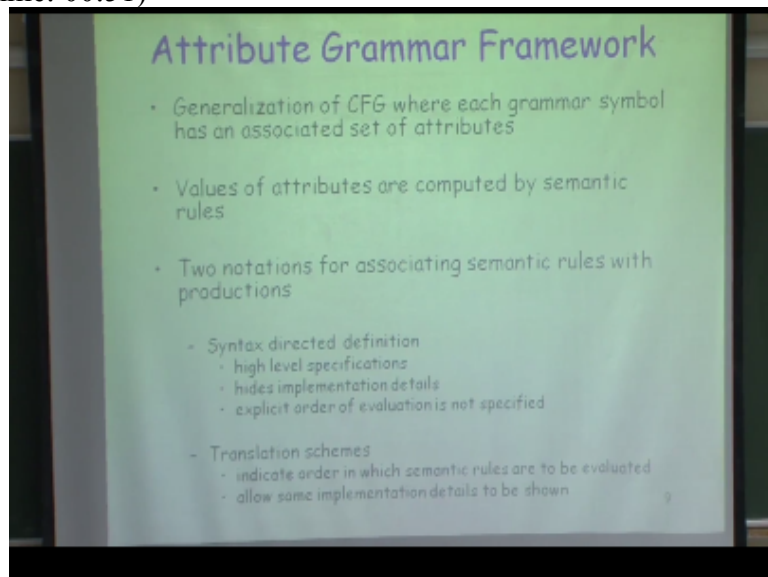 Attribute Grammar Framework
• Generalization of CFG where each grammar symbol
has an associated set of attributes
• Values of attributes are computed by semantic
rules
• Two notations for associating semantic rules with
productions
- Syntax directed definition
• high level specifications
• hides implementation details
• explicit order of evaluation is not specified
- Translation schemes
• indicate order in which semantic rules are to be evaluated
• allow some implementation details to be shown
9